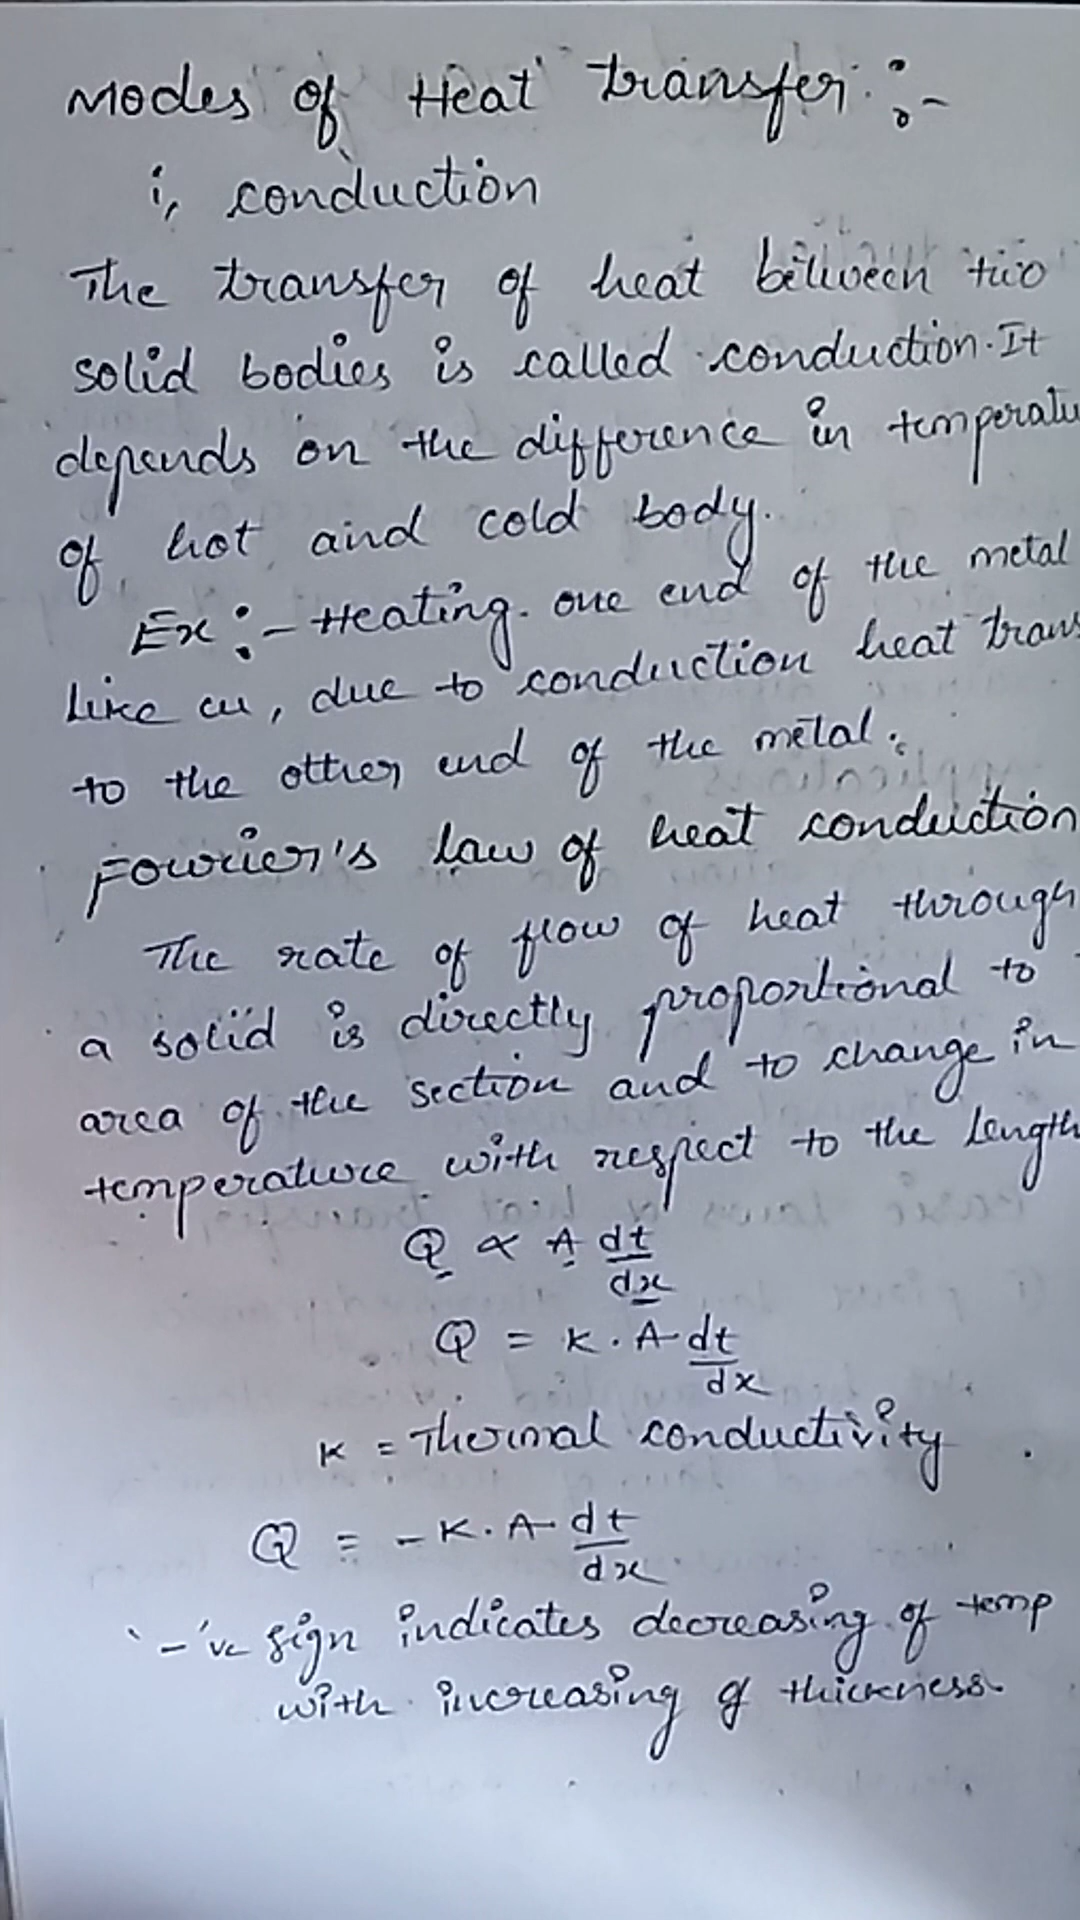 Modes of Heat transfer :-
i, conduction
The transfer of heat between two
solid bodies is called conduction. It
depends on the difference in temperatu
of hot and cold body.
Ex :- Heating one end of the metal
like cu, due to conduction heat trans
to the other end of the metal.
Fourier's law of heat conduction
The rate of flow of heat through
a solid is directly proportional to
area of the section and to change in
temperature with respect to the length
Q ∝ A dt/dx
Q = K . A dt/dx
K = Thermal conductivity
Q = - K . A dt/dx
-'ve sign indicates decreasing of temp
with increasing of thickness